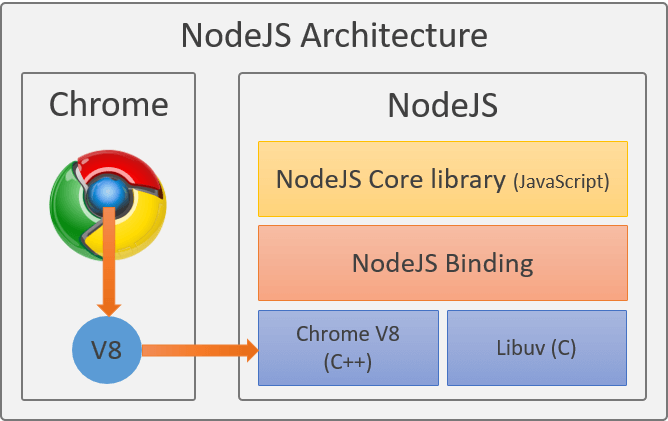 NodeJS Architecture
Chrome
V8
NodeJS
NodeJS Core library (JavaScript)
NodeJS Binding
Chrome V8
(C++)
Libuv (C)